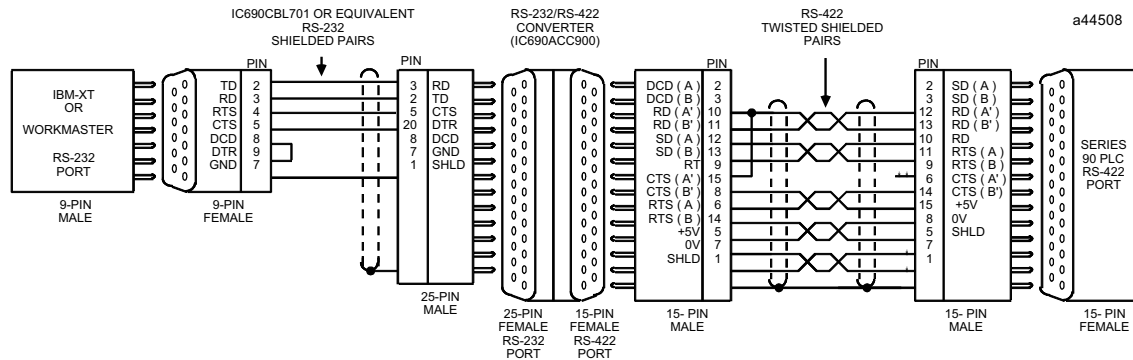 IC690CBL701 OR EQUIVALENT
RS-232
SHIELDED PAIRS
RS-232/RS-422
CONVERTER
(IC690ACC900)
RS-422
TWISTED SHIELDED
PAIRS
a44508
IBM-XT
OR
WORKMASTER
RS-232
PORT
9-PIN
MALE
PIN
TD 2
RD 3
RTS 4
CTS 5
DCD 8
DTR 9
GND 7
9-PIN
FEMALE
PIN
3 RD
2 TD
5 CTS
20 DTR
8 DCD
7 GND
1 SHLD
25-PIN
MALE
25-PIN
FEMALE
RS-232
PORT
15-PIN
FEMALE
RS-422
PORT
PIN
DCD ( A ) 2
DCD ( B ) 3
RD ( A' ) 10
RD ( B' ) 11
SD ( A ) 12
SD ( B ) 13
RT 9
CTS ( A' ) 15
CTS ( B' ) 8
RTS ( A ) 6
RTS ( B ) 14
+5V 5
0V 7
SHLD 1
15- PIN
MALE
PIN
2 SD ( A )
3 SD ( B )
12 RD ( A' )
13 RD ( B' )
10 RD
11 RTS ( A )
9 RTS ( B )
6 CTS ( A' )
14 CTS ( B' )
15 +5V
8 0V
5 SHLD
7
1
15- PIN
MALE
SERIES
90 PLC
RS-422
PORT
15- PIN
FEMALE